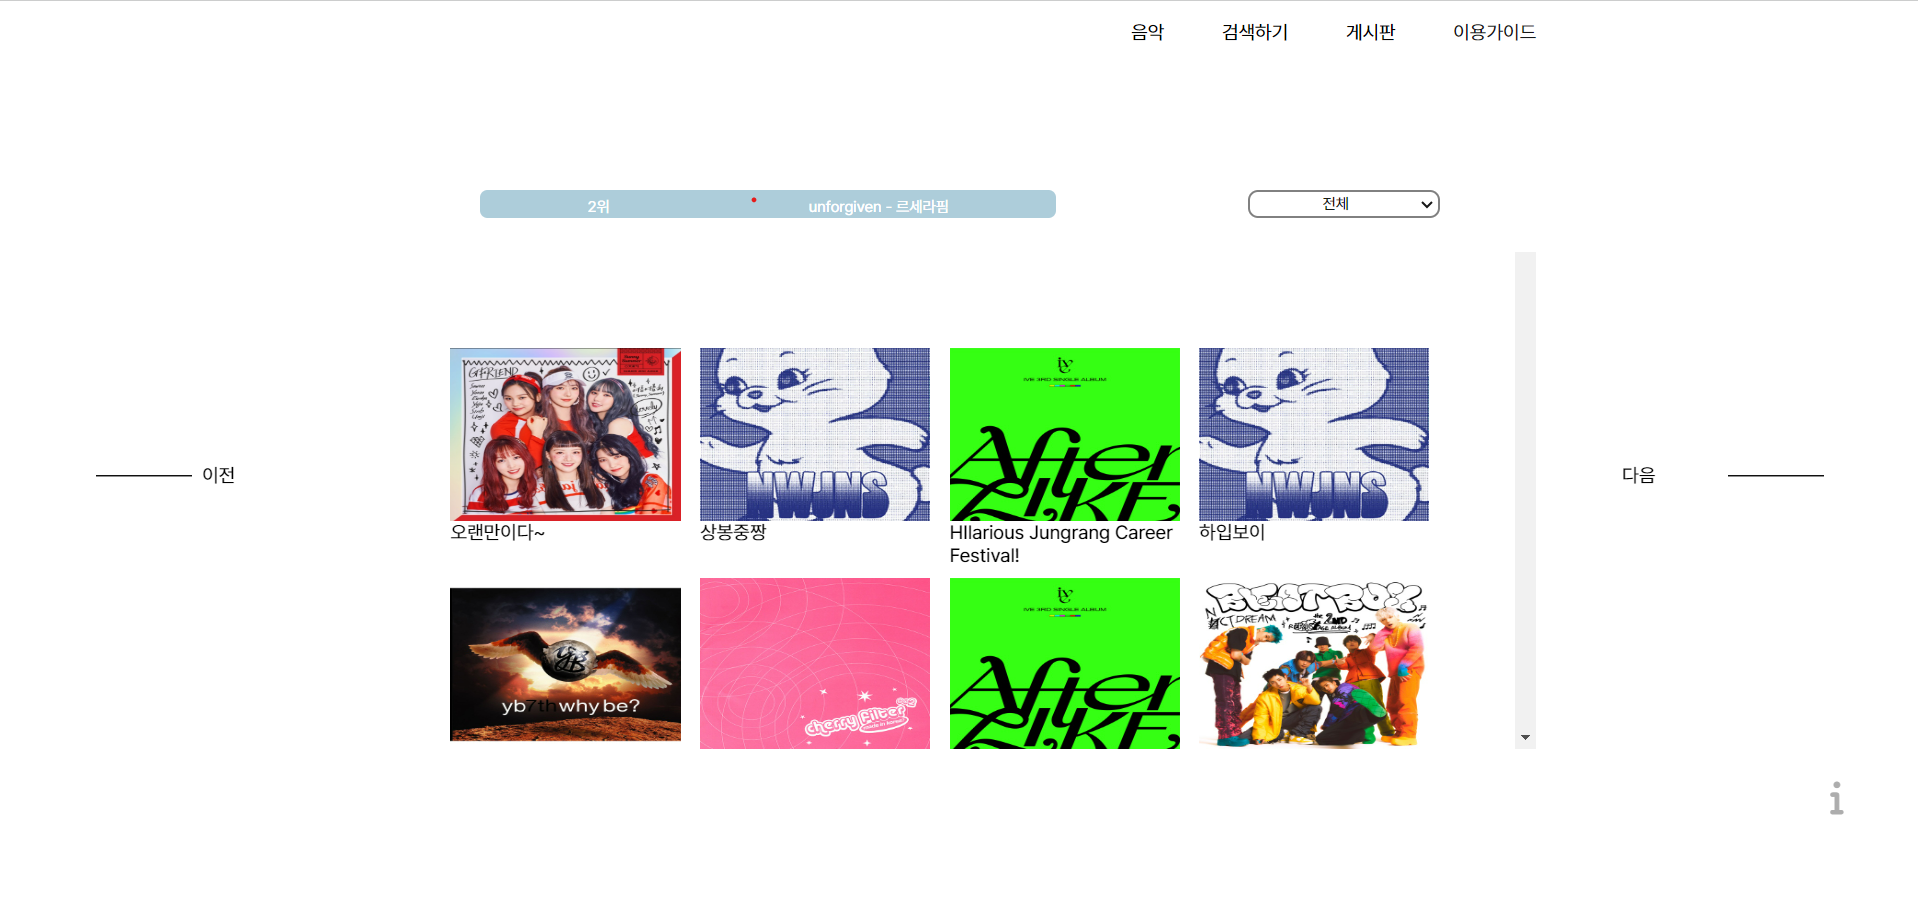 음악 검색하기 게시판 이용가이드
2위 unforgiven - 르세라핌
전체
이전
다음
GFRIEND
NWJNS
IVE 3RD SINGLE ALBUM
After
LIKE
NWJNS
오랜만이다~
상봉중짱
HIlarious Jungrang Career
Festival!
하입보이
yb7th why be?
cherry Filter
IVE 3RD SINGLE ALBUM
After
LIKE
BEATBOX
NCT DREAM